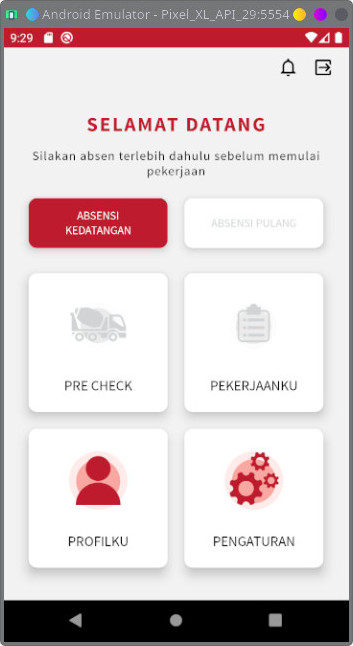 Android Emulator - Pixel_XL_API_29:5554
9:29
SELAMAT DATANG
Silakan absen terlebih dahulu sebelum memulai
pekerjaan
ABSENSI
KEDATANGAN
ABSENSI PULANG
PRE CHECK
PEKERJAANKU
PROFILKU
PENGATURAN